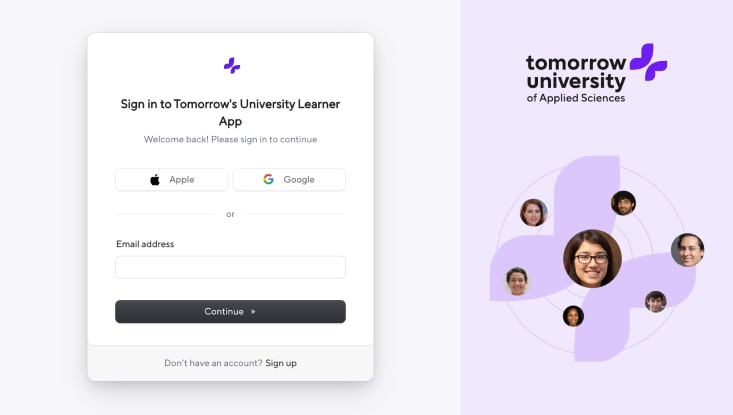 Sign in to Tomorrow's University Learner
App
Welcome back! Please sign in to continue
Apple
Google
or
Email address
Continue
Don't have an account? Sign up
tomorrow
university
of Applied Sciences